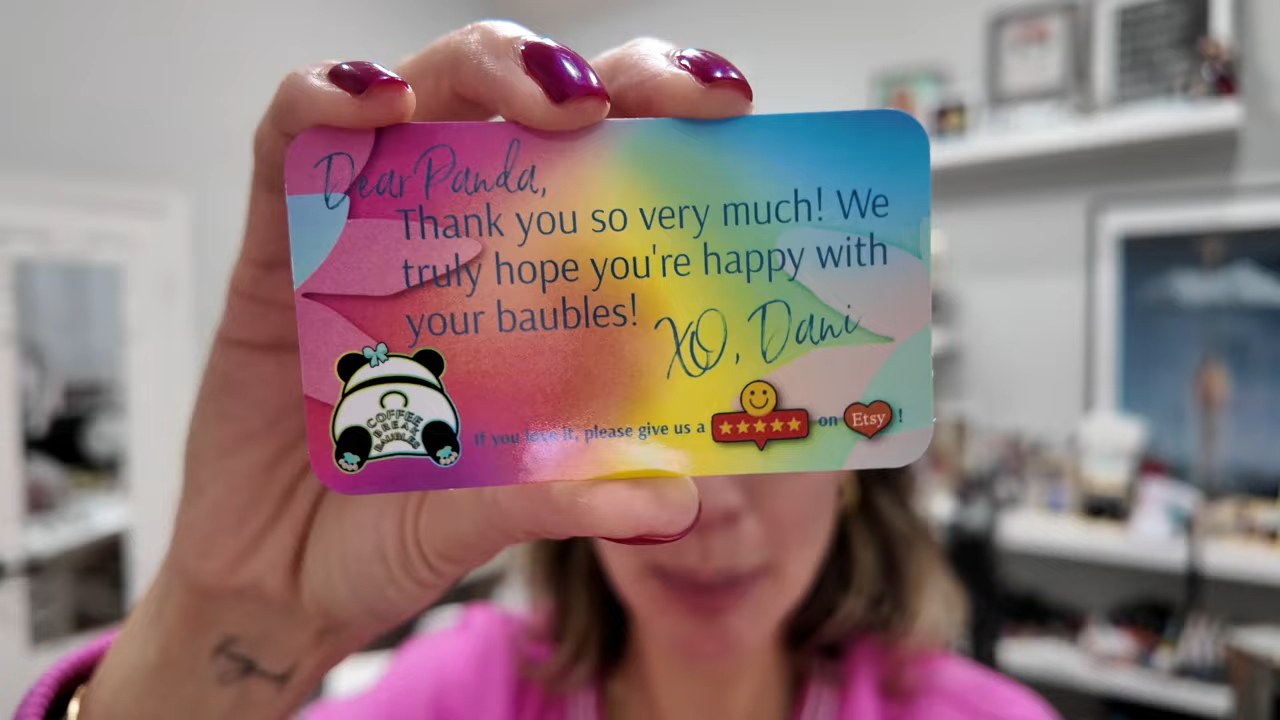 Dear Panda,
Thank you so very much! We
truly hope you're happy with
your baubles!
XO, Dani
COFFEE
BREAK
BAUBLES
If you love it, please give us a
on
Etsy
!